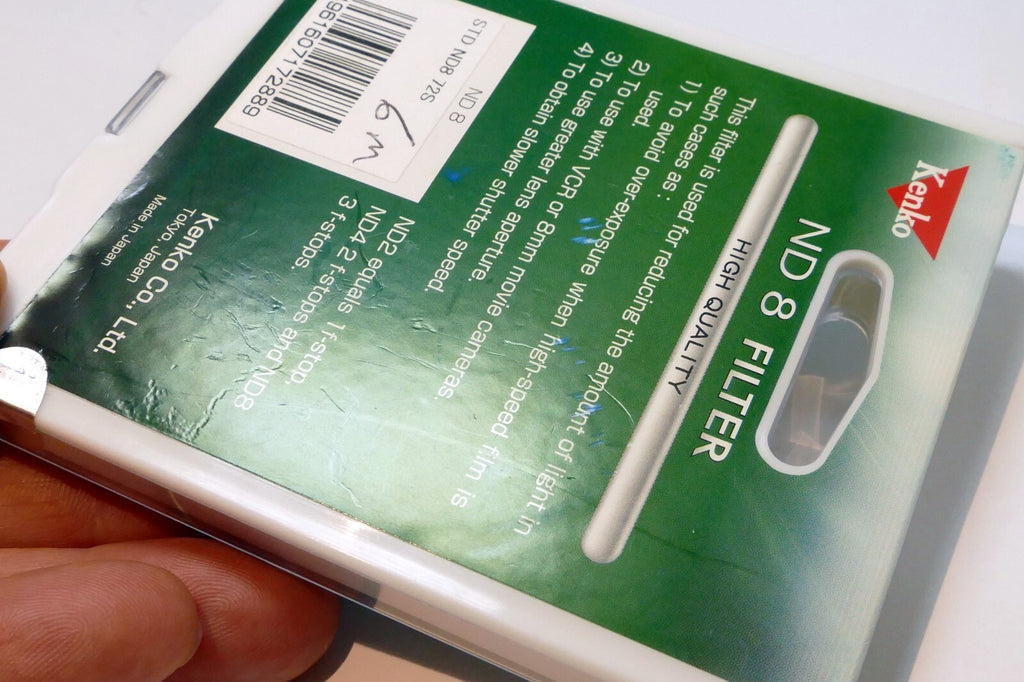 Kenko
ND 8 FILTER
HIGH QUALITY
This filter is used for reducing the amount of light in
such cases as :
1) To avoid over-exposure when high-speed film is
used.
2) To use with VCR or 8mm movie cameras.
3) To use greater lens aperture.
4) To obtain slower shutter speed.
ND2 equals 1 f-stop,
ND4 2 f-stops and ND8
3 f-stops.
Kenko Co., Ltd.
Tokyo, Japan
Made in Japan
ND 8
STD ND8 72S
6m
961607172889